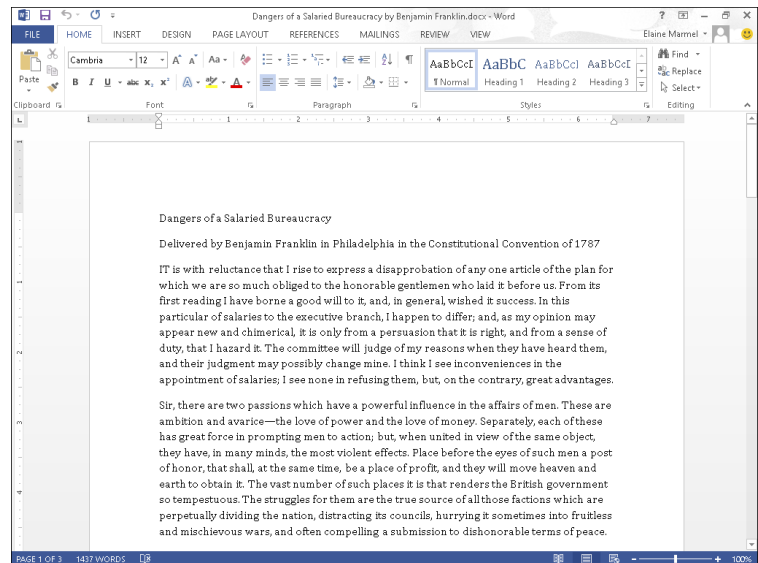 Dangers of a Salaried Bureaucracy by Benjamin Franklin.docx - Word
FILE HOME INSERT DESIGN PAGE LAYOUT REFERENCES MAILINGS REVIEW VIEW Elaine Marmel
Cambria 12 Aa
Paste B I U abc x₂ x² A A
AaBbCcI AaBbC AaBbCcI AaBbCcI
¶ Normal Heading 1 Heading 2 Heading 3
Find
Replace
Select
Clipboard Font Paragraph Styles Editing
1 1 2 3 4 5 6 7
Dangers of a Salaried Bureaucracy
Delivered by Benjamin Franklin in Philadelphia in the Constitutional Convention of 1787
IT is with reluctance that I rise to express a disapprobation of any one article of the plan for
which we are so much obliged to the honorable gentlemen who laid it before us. From its
first reading I have borne a good will to it, and, in general, wished it success. In this
particular of salaries to the executive branch, I happen to differ; and, as my opinion may
appear new and chimerical, it is only from a persuasion that it is right, and from a sense of
duty, that I hazard it. The committee will judge of my reasons when they have heard them,
and their judgment may possibly change mine. I think I see inconveniences in the
appointment of salaries; I see none in refusing them, but, on the contrary, great advantages.
Sir, there are two passions which have a powerful influence in the affairs of men. These are
ambition and avarice—the love of power and the love of money. Separately, each of these
has great force in prompting men to action; but, when united in view of the same object,
they have, in many minds, the most violent effects. Place before the eyes of such men a post
of honor, that shall, at the same time, be a place of profit, and they will move heaven and
earth to obtain it. The vast number of such places it is that renders the British government
so tempestuous. The struggles for them are the true source of all those factions which are
perpetually dividing the nation, distracting its councils, hurrying it sometimes into fruitless
and mischievous wars, and often compelling a submission to dishonorable terms of peace.
PAGE 1 OF 3 1437 WORDS 100%